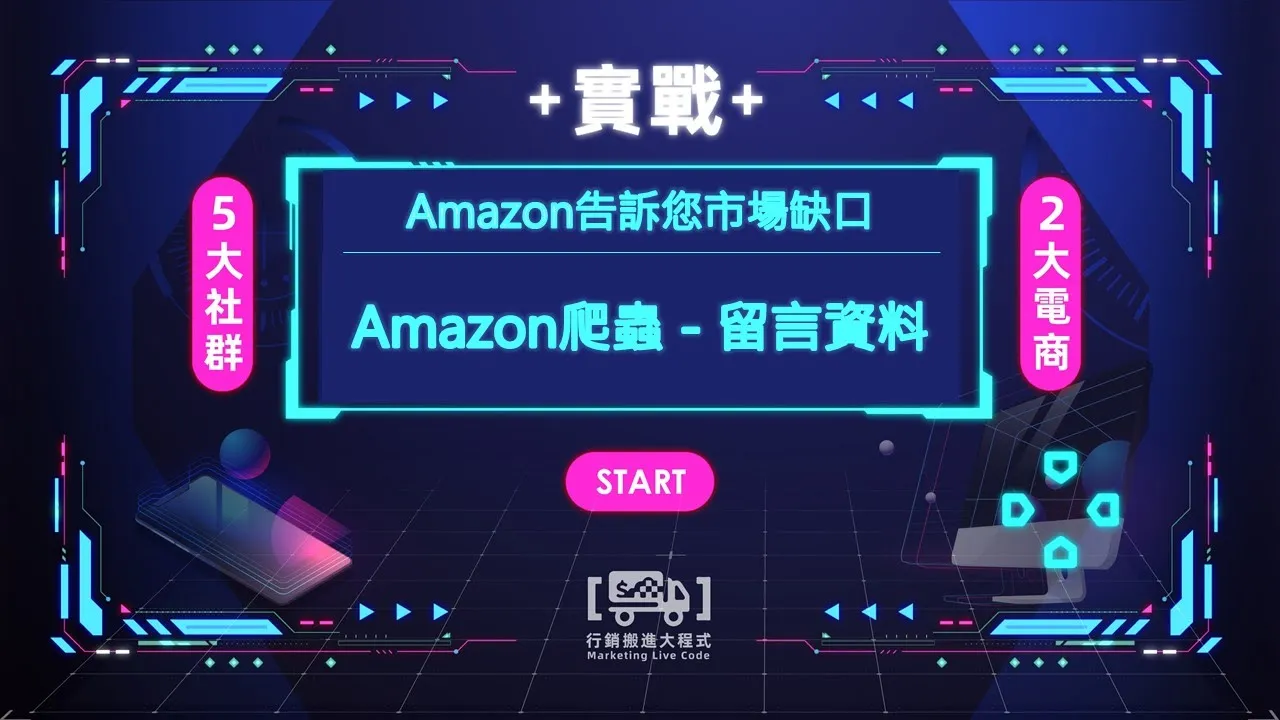 +實戰+
Amazon告訴您市場缺口
Amazon爬蟲 - 留言資料
5大社群
2大電商
START
行銷搬進大程式
Marketing Live Code